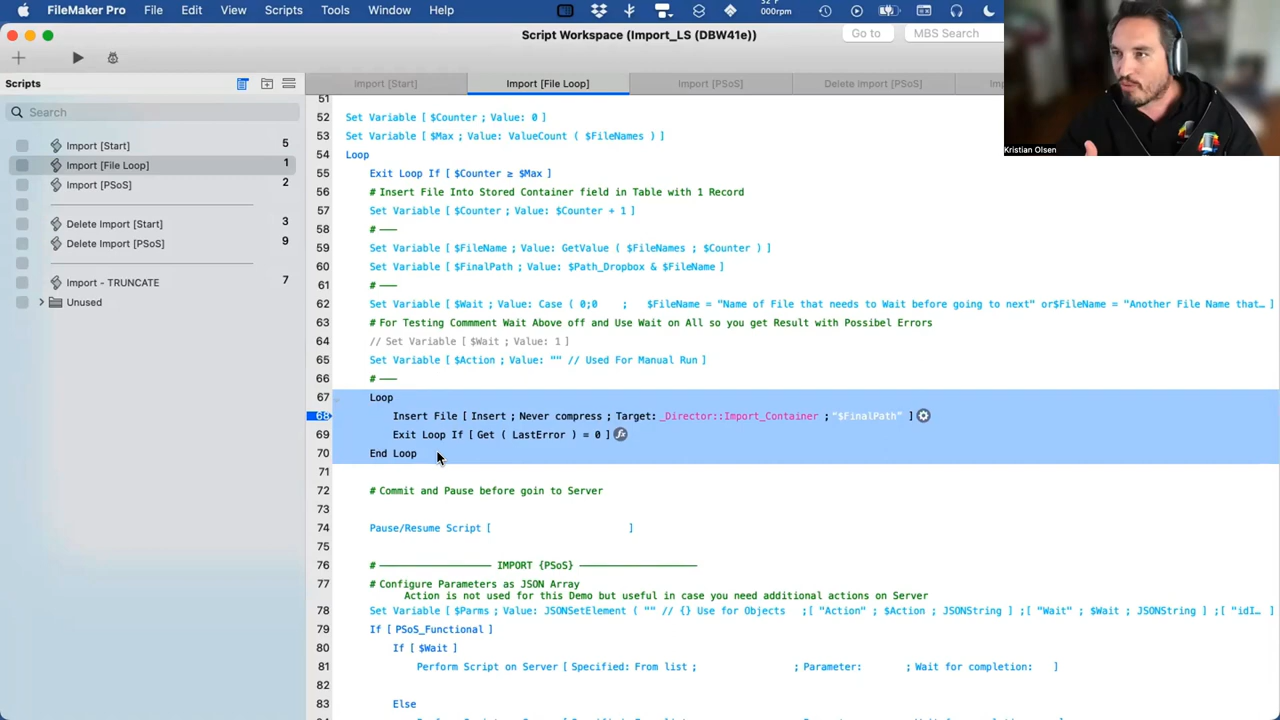 FileMaker Pro File Edit View Scripts Tools Window Help
000rpm
Script Workspace (Import_LS (DBW41e))
Go to
MBS Search
Scripts
Import [Start]
Import [File Loop]
Import [PSoS]
Delete Import [PSoS]
Search
Import [Start] 5
Import [File Loop] 1
Import [PSoS] 2
Delete Import [Start] 3
Delete Import [PSoS] 9
Import - TRUNCATE 7
Unused
Kristian Olsen
51
52 Set Variable [ $Counter ; Value: 0 ]
53 Set Variable [ $Max ; Value: ValueCount ( $FileNames ) ]
54 Loop
55 Exit Loop If [ $Counter ≥ $Max ]
56 # Insert File Into Stored Container field in Table with 1 Record
57 Set Variable [ $Counter ; Value: $Counter + 1 ]
58 # ——
59 Set Variable [ $FileName ; Value: GetValue ( $FileNames ; $Counter ) ]
60 Set Variable [ $FinalPath ; Value: $Path_Dropbox & $FileName ]
61 # ——
62 Set Variable [ $Wait ; Value: Case ( 0;0 ; $FileName = "Name of File that needs to Wait before going to next" or$FileName = "Another File Name that… ]
63 # For Testing Commment Wait Above off and Use Wait on All so you get Result with Possibel Errors
64 // Set Variable [ $Wait ; Value: 1 ]
65 Set Variable [ $Action ; Value: "" // Used For Manual Run ]
66 # ——
67 Loop
68 Insert File [ Insert ; Never compress ; Target: _Director::Import_Container ; "$FinalPath" ]
69 Exit Loop If [ Get ( LastError ) = 0 ]
70 End Loop
71
72 # Commit and Pause before goin to Server
73
74 Pause/Resume Script [ ]
75
76 # —————————— IMPORT {PSoS} ——————————
77 # Configure Parameters as JSON Array
Action is not used for this Demo but useful in case you need additional actions on Server
78 Set Variable [ $Parms ; Value: JSONSetElement ( "" // {} Use for Objects ;[ "Action" ; $Action ; JSONString ] ;[ "Wait" ; $Wait ; JSONString ] ;[ "idI… ]
79 If [ PSoS_Functional ]
80 If [ $Wait ]
81 Perform Script on Server [ Specified: From list ; ; Parameter: ; Wait for completion: ]
82
83 Else